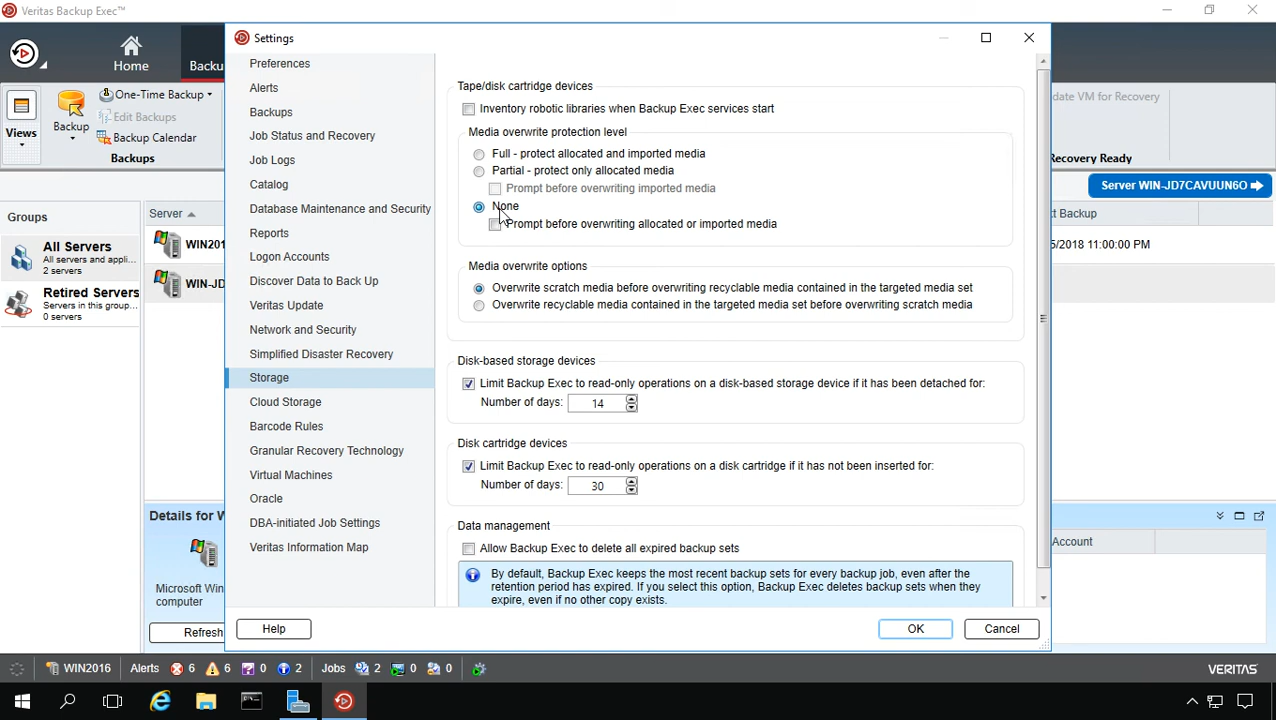 Veritas Backup Exec™
Settings
Home
Backu
Views
Backup
One-Time Backup
Edit Backups
Backup Calendar
Backups
date VM for Recovery
Recovery Ready
Server WIN-JD7CAVUUN6O
Groups
All Servers
All servers and applic...
2 servers
Retired Servers
Servers in this group...
0 servers
Server
WIN201
WIN-JD
t Backup
5/2018 11:00:00 PM
Preferences
Alerts
Backups
Job Status and Recovery
Job Logs
Catalog
Database Maintenance and Security
Reports
Logon Accounts
Discover Data to Back Up
Veritas Update
Network and Security
Simplified Disaster Recovery
Storage
Cloud Storage
Barcode Rules
Granular Recovery Technology
Virtual Machines
Oracle
DBA-initiated Job Settings
Veritas Information Map
Tape/disk cartridge devices
Inventory robotic libraries when Backup Exec services start
Media overwrite protection level
Full - protect allocated and imported media
Partial - protect only allocated media
Prompt before overwriting imported media
None
Prompt before overwriting allocated or imported media
Media overwrite options
Overwrite scratch media before overwriting recyclable media contained in the targeted media set
Overwrite recyclable media contained in the targeted media set before overwriting scratch media
Disk-based storage devices
Limit Backup Exec to read-only operations on a disk-based storage device if it has been detached for:
Number of days: 14
Disk cartridge devices
Limit Backup Exec to read-only operations on a disk cartridge if it has not been inserted for:
Number of days: 30
Data management
Allow Backup Exec to delete all expired backup sets
By default, Backup Exec keeps the most recent backup sets for every backup job, even after the
retention period has expired. If you select this option, Backup Exec deletes backup sets when they
expire, even if no other copy exists.
Help
OK
Cancel
Details for W
Microsoft Win
computer
Refresh
Account
WIN2016
Alerts 6 6 0 2
Jobs 2 0 0
VERITAS